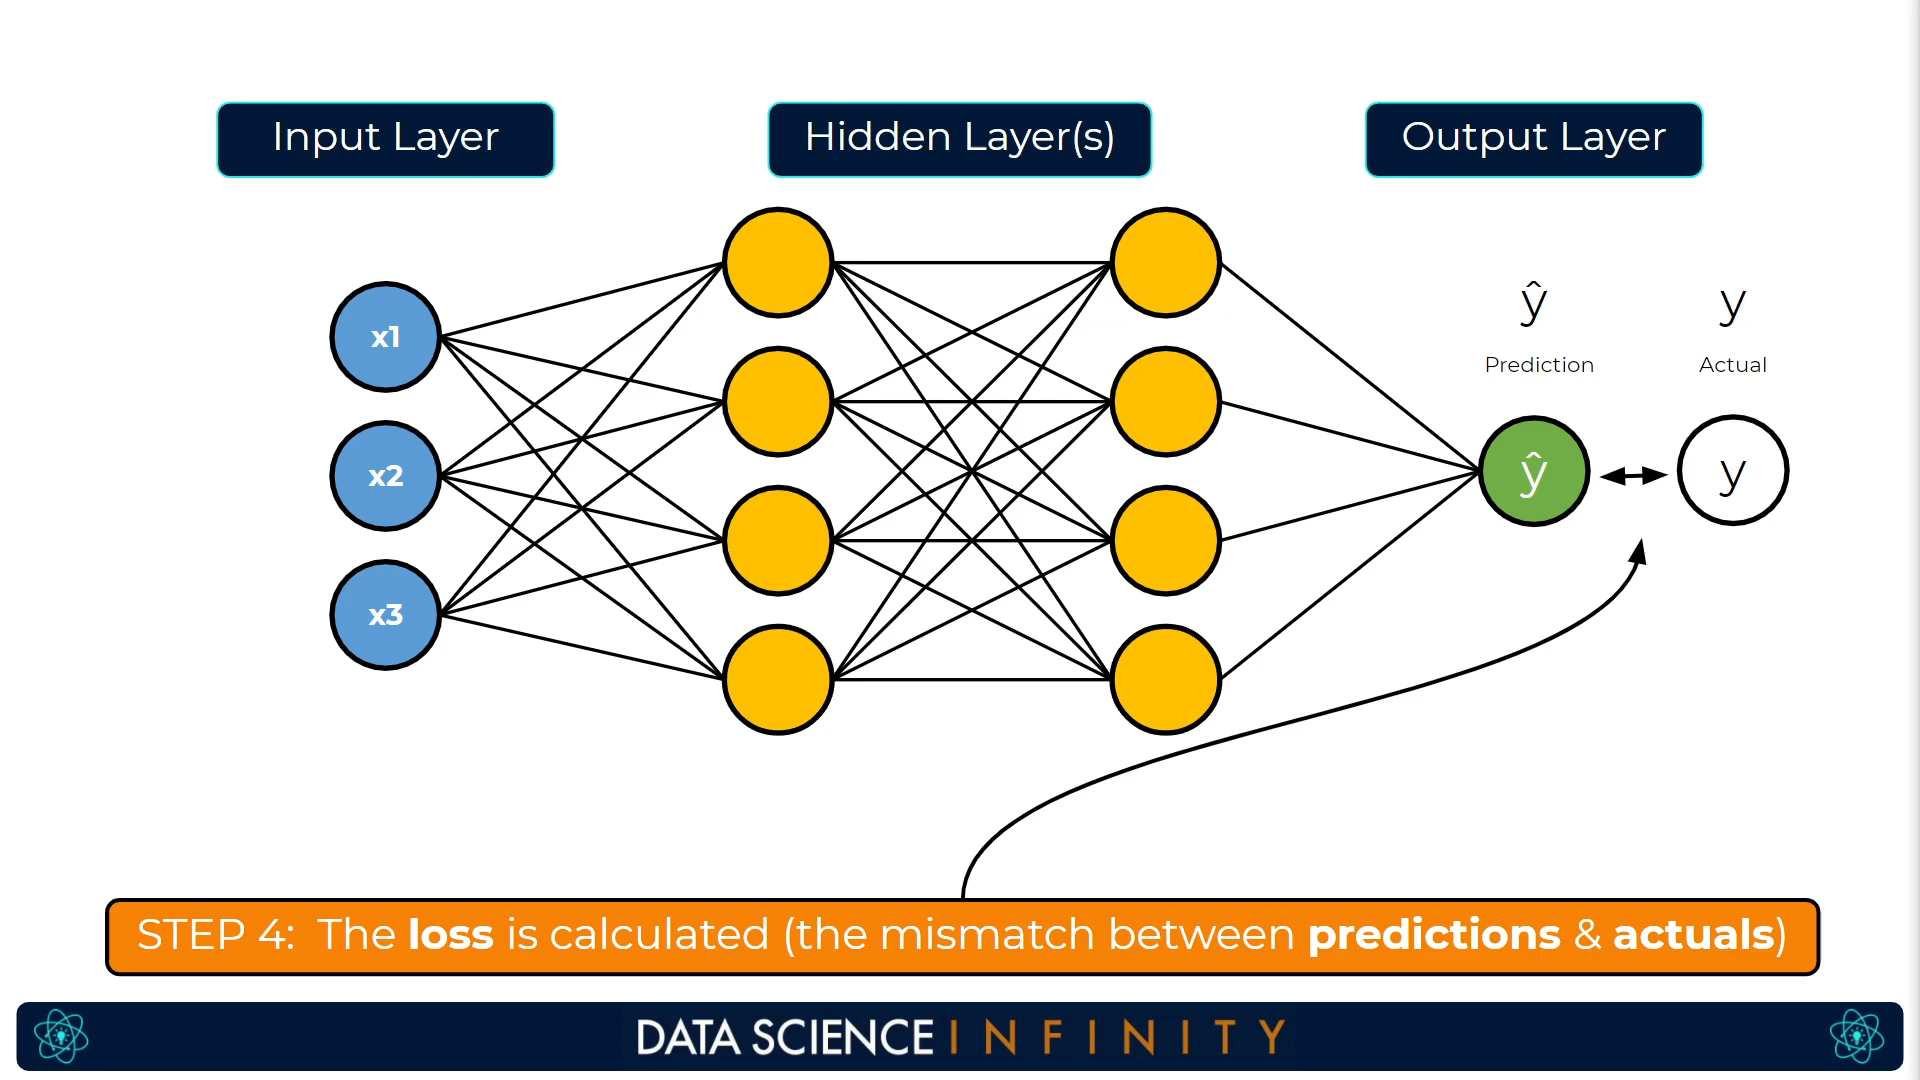 Input Layer
Hidden Layer(s)
Output Layer
ŷ
y
Prediction
Actual
x1
x2
x3
ŷ
y
STEP 4: The loss is calculated (the mismatch between predictions & actuals)
DATA SCIENCE INFINITY